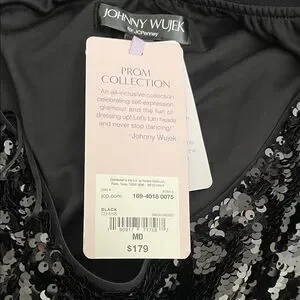 JOHNNY WUJEK
for JCPenney
PROM
COLLECTION
"An all-inclusive collection
celebrating self-expression,
glamour, and the fun of
dressing up! Let's turn heads
and never stop dancing!"
–Johnny Wujek
jcp.com
169-4018 0075
BLACK
MD
$179